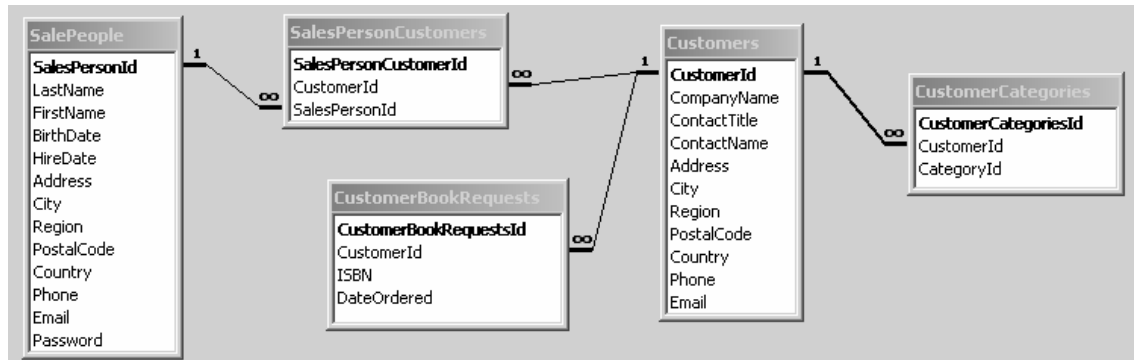 SalePeople
SalesPersonId
LastName
FirstName
BirthDate
HireDate
Address
City
Region
PostalCode
Country
Phone
Email
Password
1
∞
SalesPersonCustomers
SalesPersonCustomerId
CustomerId
SalesPersonId
∞
1
CustomerBookRequests
CustomerBookRequestsId
CustomerId
ISBN
DateOrdered
∞
Customers
CustomerId
CompanyName
ContactTitle
ContactName
Address
City
Region
PostalCode
Country
Phone
Email
1
∞
CustomerCategories
CustomerCategoriesId
CustomerId
CategoryId